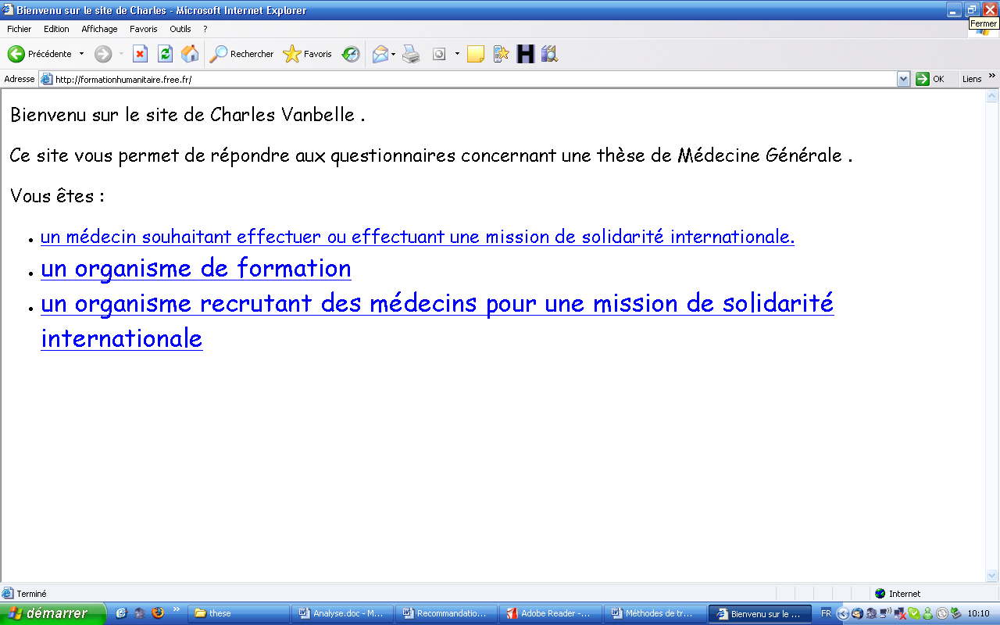 Bienvenu sur le site de Charles - Microsoft Internet Explorer
Fermer
Fichier Edition Affichage Favoris Outils ?
Précédente Rechercher Favoris
Adresse http://formationhumanitaire.free.fr/ OK Liens »
Bienvenu sur le site de Charles Vanbelle .
Ce site vous permet de répondre aux questionnaires concernant une thèse de Médecine Générale .
Vous êtes :
• un médecin souhaitant effectuer ou effectuant une mission de solidarité internationale.
• un organisme de formation
• un organisme recrutant des médecins pour une mission de solidarité
internationale
Terminé Internet
démarrer » these Analyse.doc - M... Recommandatio... Adobe Reader -... Méthodes de tr... Bienvenu sur le ... FR 10:10